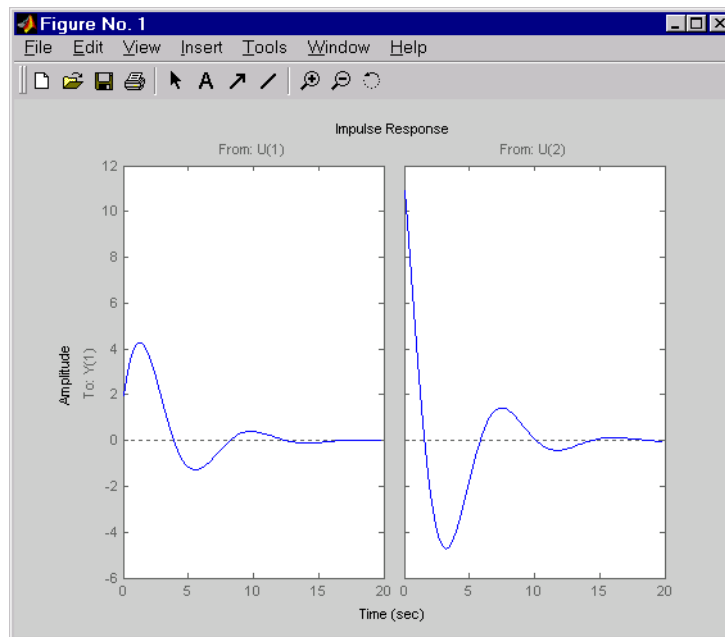 Figure No. 1
File Edit View Insert Tools Window Help
A
Impulse Response
From: U(1)
From: U(2)
Amplitude
To: Y(1)
12
10
8
6
4
2
0
-2
-4
-6
0 5 10 15 20
0 5 10 15 20
Time (sec)